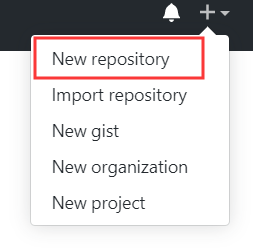 New repository
Import repository
New gist
New organization
New project